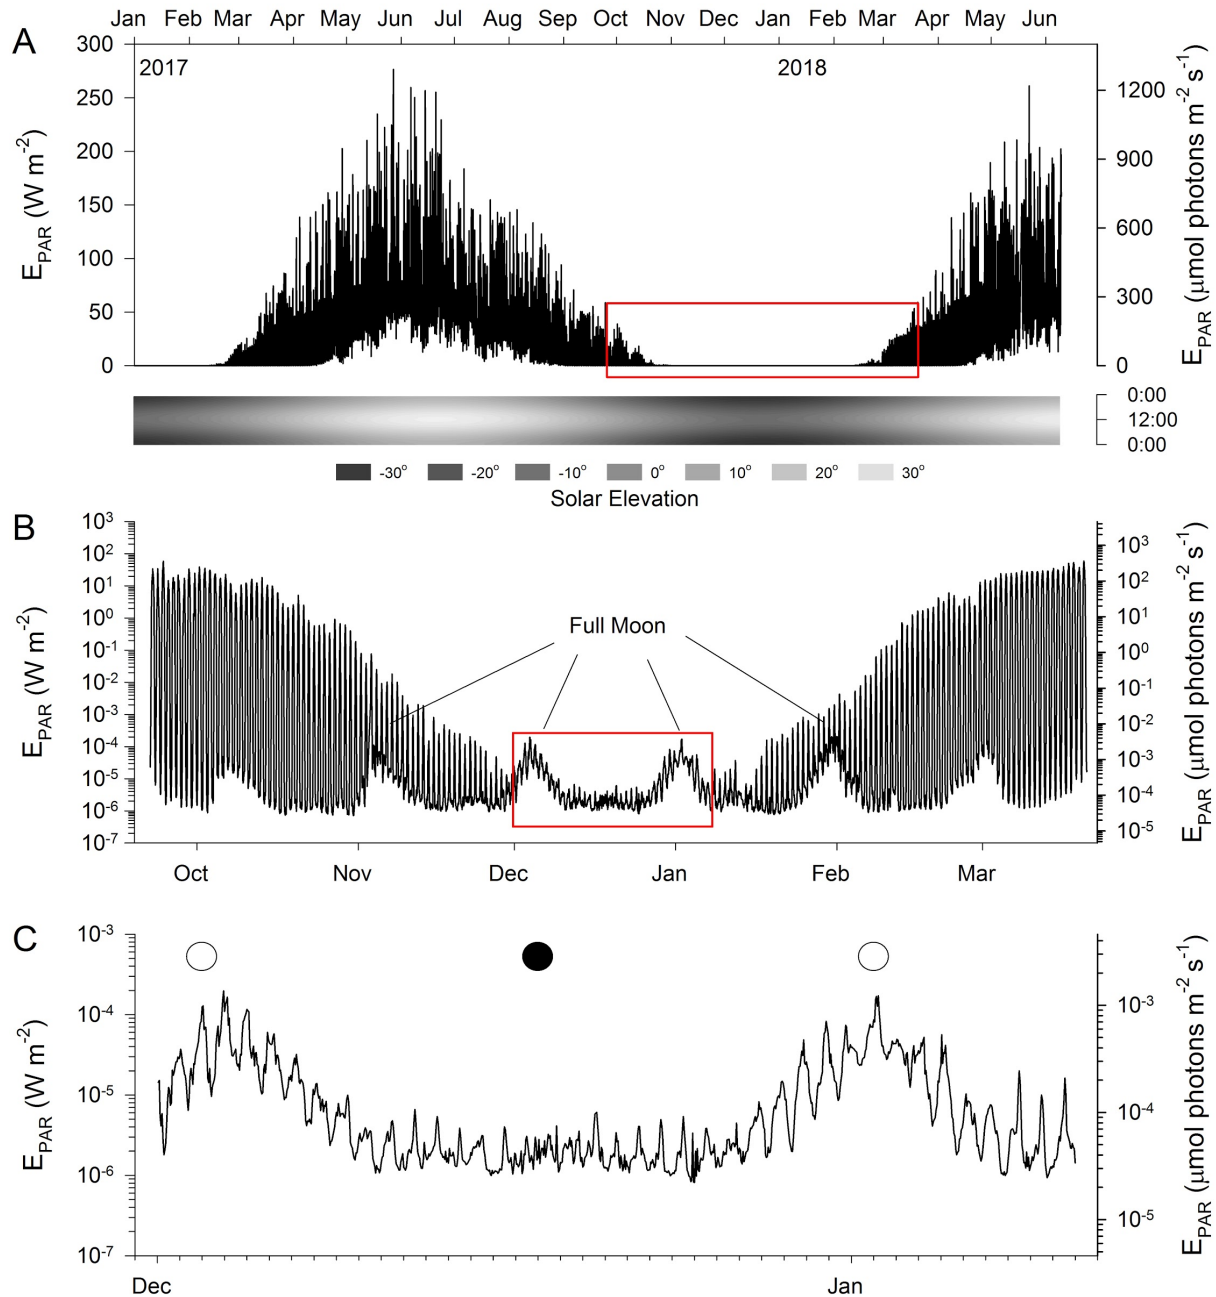 Jan Feb Mar Apr May Jun Jul Aug Sep Oct Nov Dec Jan Feb Mar Apr May Jun
A
2017 2018
300
250
200
150
100
50
0
E_PAR (W m⁻²)
1200
900
600
300
0
E_PAR (μmol photons m⁻² s⁻¹)
0:00
12:00
0:00
-30° -20° -10° 0° 10° 20° 30°
Solar Elevation
B
10³
10²
10¹
10⁰
10⁻¹
10⁻²
10⁻³
10⁻⁴
10⁻⁵
10⁻⁶
10⁻⁷
E_PAR (W m⁻²)
Full Moon
10³
10²
10¹
10⁰
10⁻¹
10⁻²
10⁻³
10⁻⁴
10⁻⁵
E_PAR (μmol photons m⁻² s⁻¹)
Oct Nov Dec Jan Feb Mar
C
10⁻³
10⁻⁴
10⁻⁵
10⁻⁶
10⁻⁷
E_PAR (W m⁻²)
10⁻³
10⁻⁴
10⁻⁵
E_PAR (μmol photons m⁻² s⁻¹)
Dec Jan